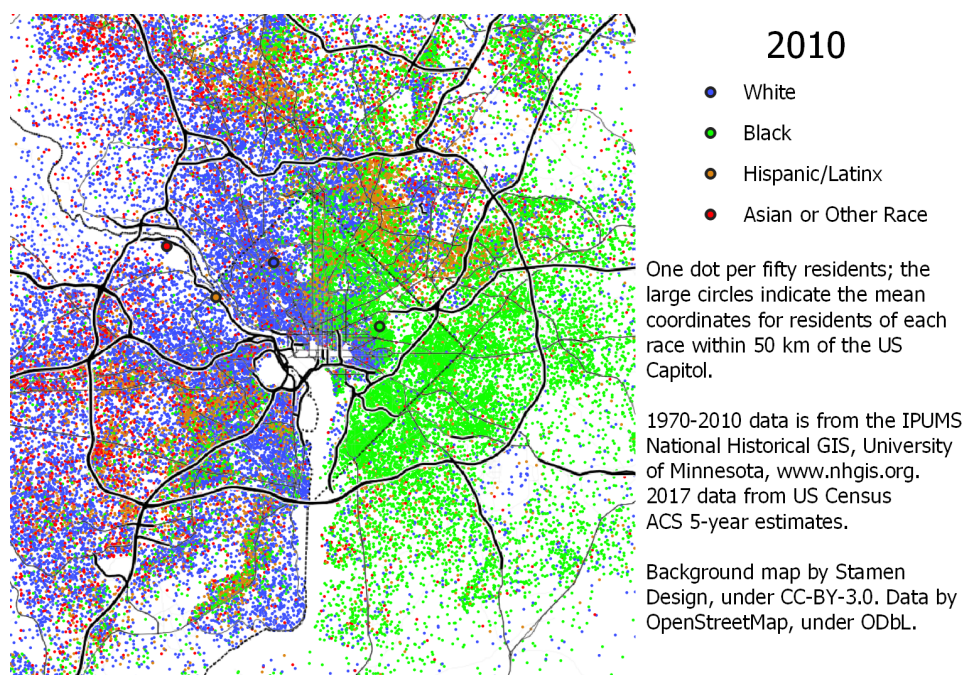 2010
White
Black
Hispanic/Latinx
Asian or Other Race
One dot per fifty residents; the
large circles indicate the mean
coordinates for residents of each
race within 50 km of the US
Capitol.
1970-2010 data is from the IPUMS
National Historical GIS, University
of Minnesota, www.nhgis.org.
2017 data from US Census
ACS 5-year estimates.
Background map by Stamen
Design, under CC-BY-3.0. Data by
OpenStreetMap, under ODbL.